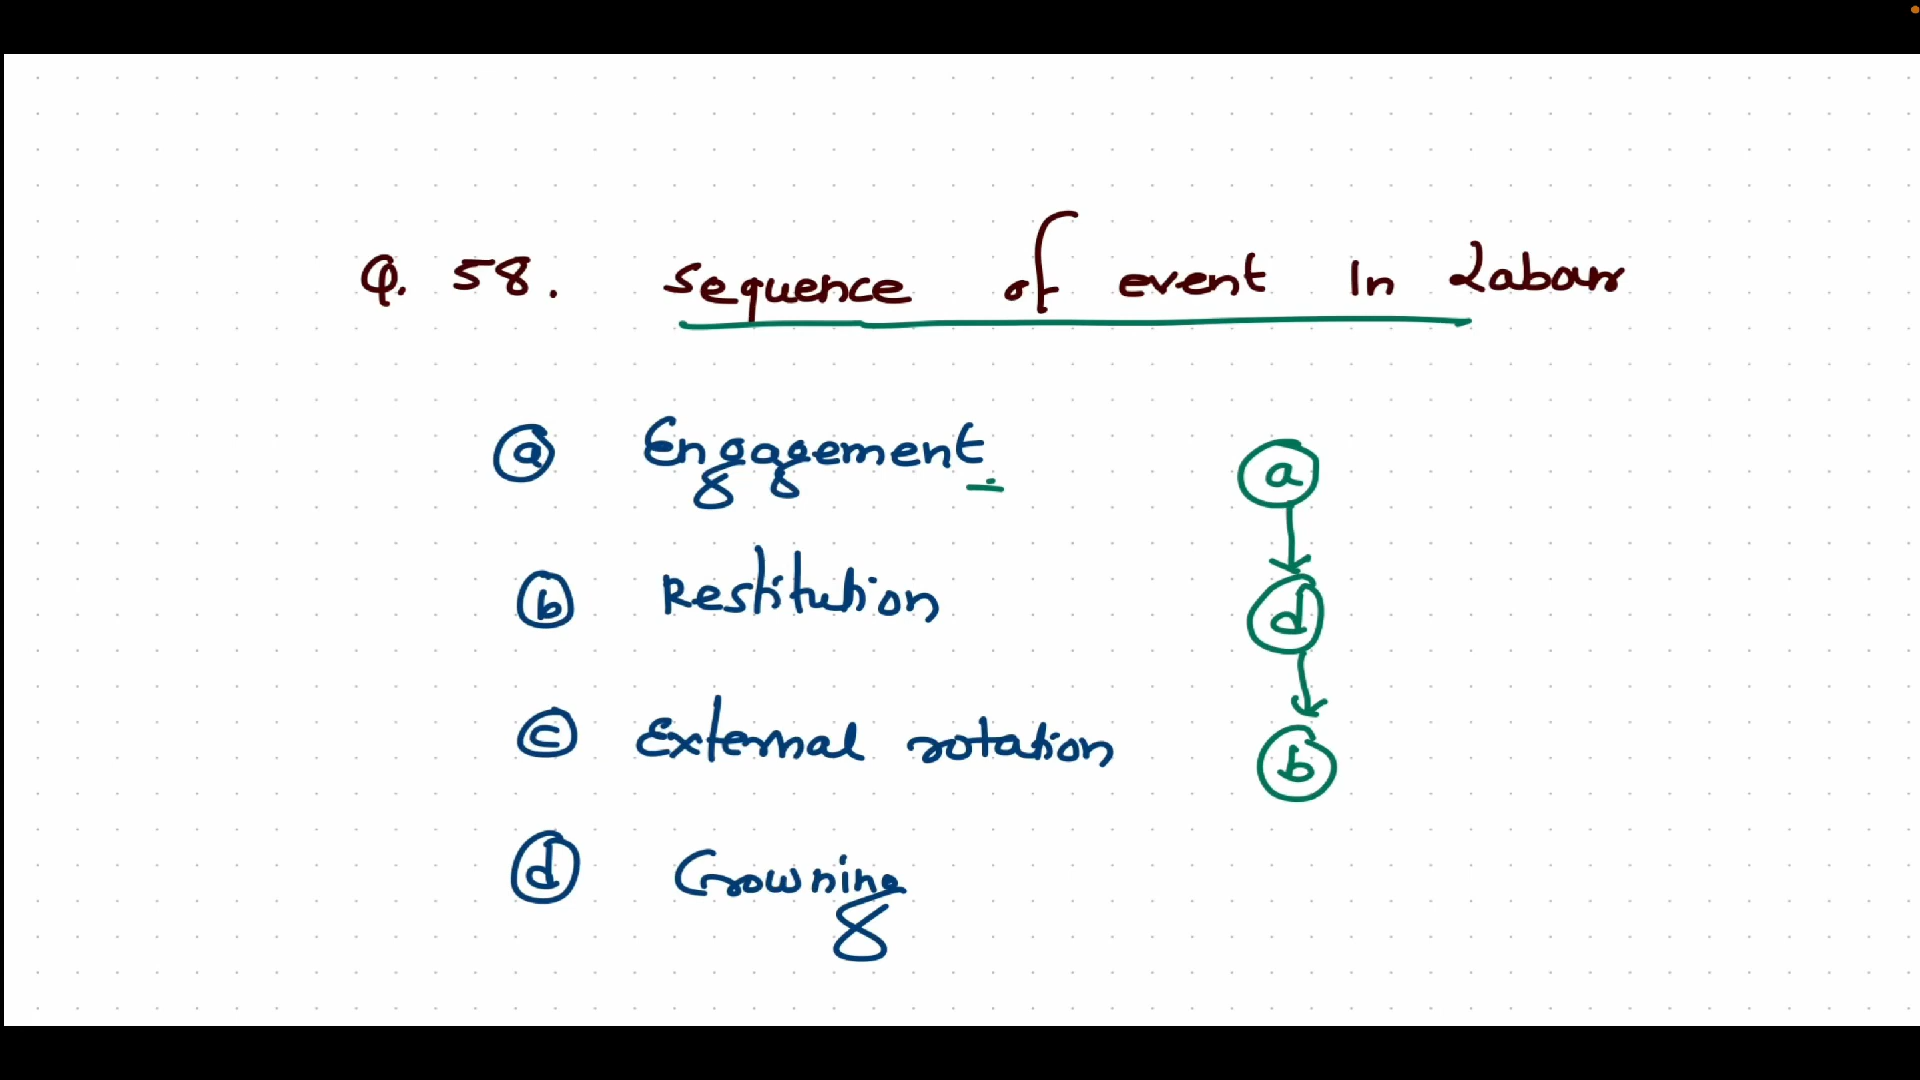 Q. 58. Sequence of event In Labour
a Engagement
b Restitution
c External rotation
d Crowning
a
d
b